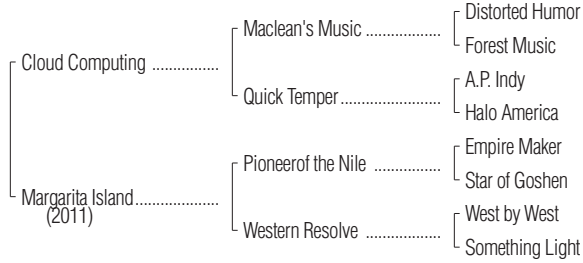 Distorted Humor
Maclean's Music ..................
Forest Music
Cloud Computing ................
A.P. Indy
Quick Temper........................
Halo America
Empire Maker
Pioneerof the Nile ................
Star of Goshen
Margarita Island....................
(2011)
West by West
Western Resolve ..................
Something Light